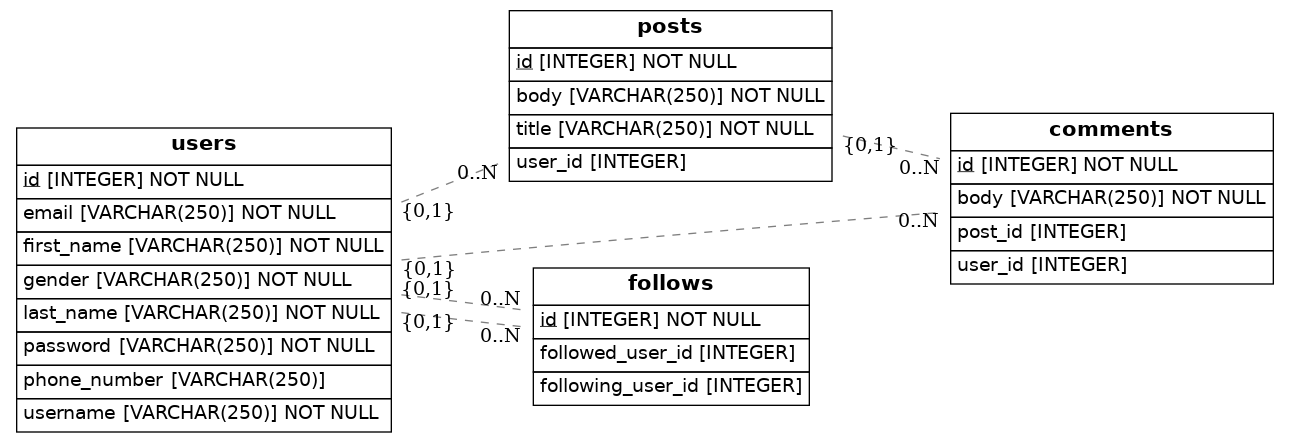 users
id [INTEGER] NOT NULL
email [VARCHAR(250)] NOT NULL
first_name [VARCHAR(250)] NOT NULL
gender [VARCHAR(250)] NOT NULL
last_name [VARCHAR(250)] NOT NULL
password [VARCHAR(250)] NOT NULL
phone_number [VARCHAR(250)]
username [VARCHAR(250)] NOT NULL
0..N
{0,1}
{0,1}
{0,1}
{0,1}
0..N
0..N
posts
id [INTEGER] NOT NULL
body [VARCHAR(250)] NOT NULL
title [VARCHAR(250)] NOT NULL
user_id [INTEGER]
follows
id [INTEGER] NOT NULL
followed_user_id [INTEGER]
following_user_id [INTEGER]
{0,1}
0..N
0..N
comments
id [INTEGER] NOT NULL
body [VARCHAR(250)] NOT NULL
post_id [INTEGER]
user_id [INTEGER]